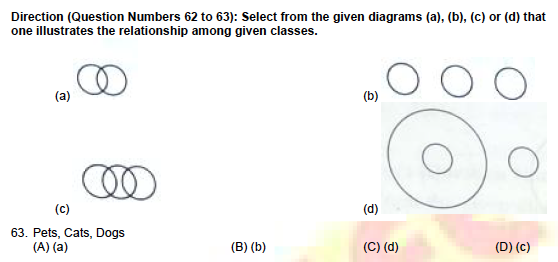 Direction (Question Numbers 62 to 63): Select from the given diagrams (a), (b), (c) or (d) that
one illustrates the relationship among given classes.
(a) (b)
(c) (d)
63. Pets, Cats, Dogs
(A) (a) (B) (b) (C) (d) (D) (c)